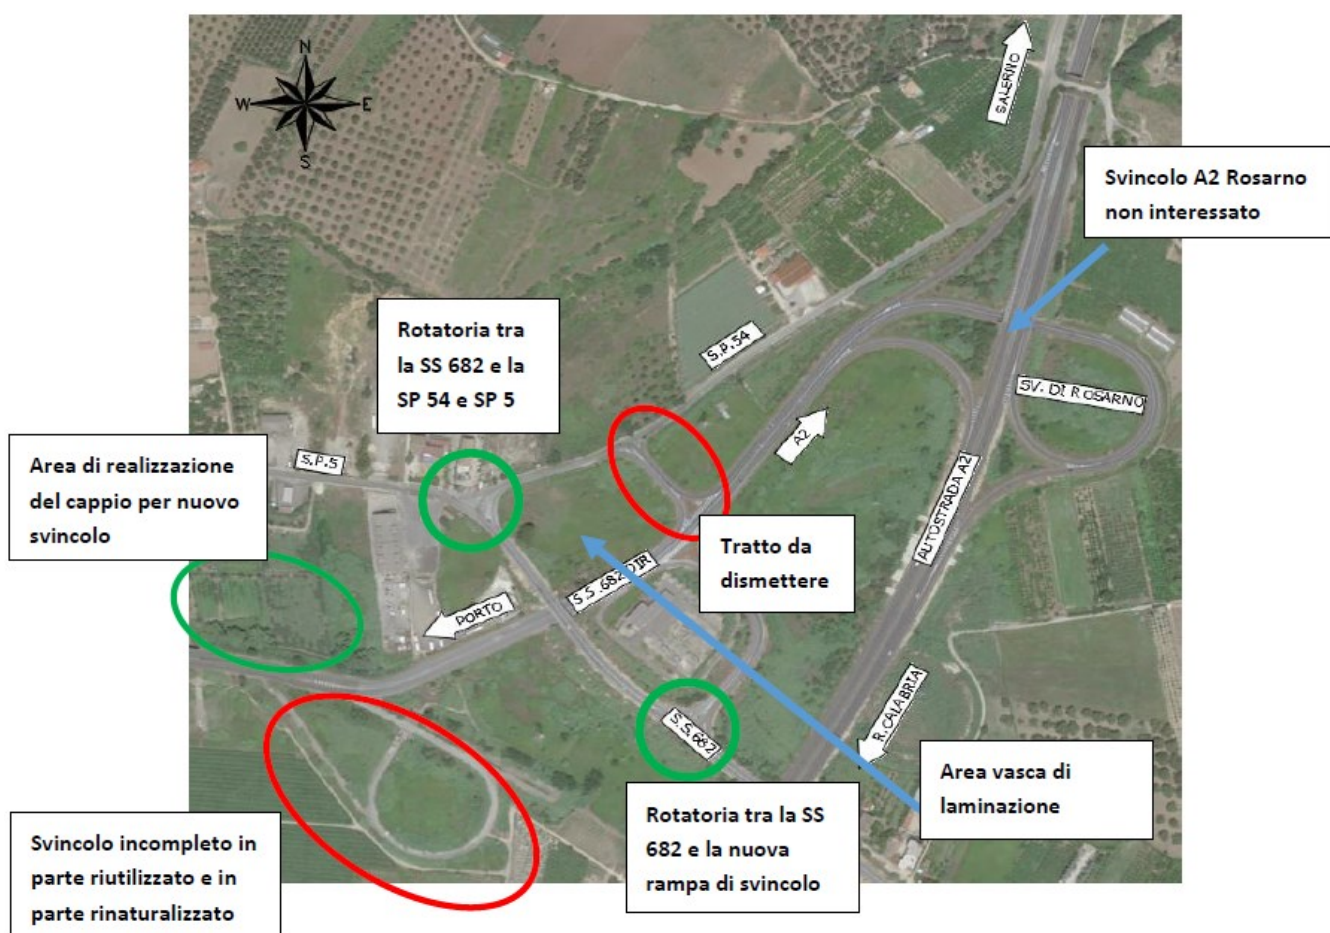 N
W
E
S
SALERNO
Svincolo A2 Rosarno
non interessato
Rotatoria tra
la SS 682 e la
SP 54 e SP 5
S.P.54
SV. DI ROSARNO
A2
Area di realizzazione
del cappio per nuovo
svincolo
S.P.5
AUTOSTRADA A2
Tratto da
dismettere
S.S.682 DIR
PORTO
S.S.682
R.CALABRIA
Area vasca di
laminazione
Rotatoria tra la SS
682 e la nuova
rampa di svincolo
Svincolo incompleto in
parte riutilizzato e in
parte rinaturalizzato